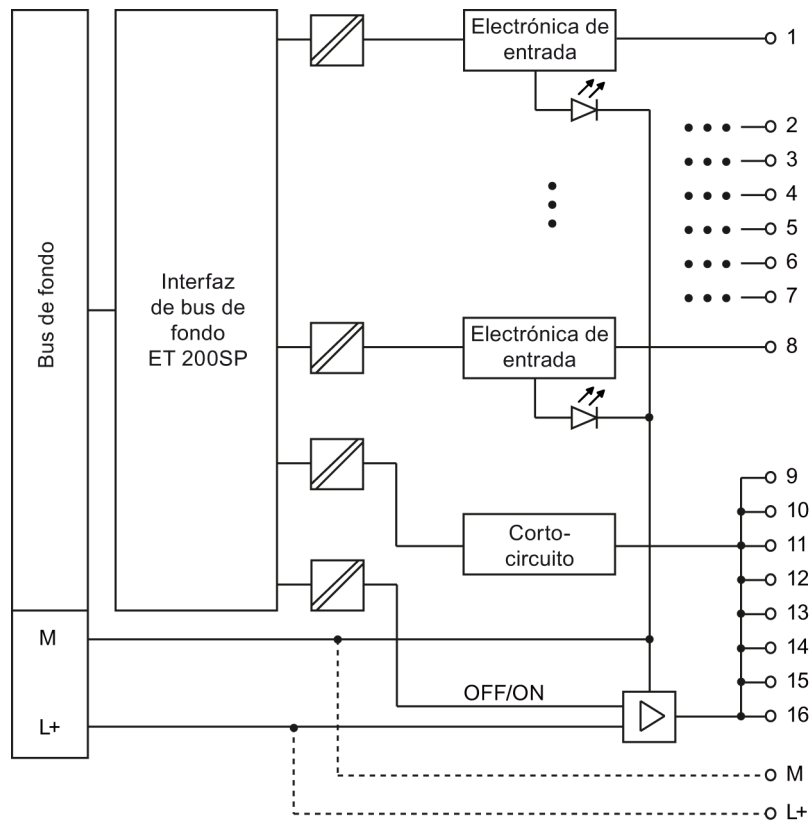 Electrónica de
entrada
1
2
3
4
5
6
7
Bus de fondo
Interfaz
de bus de
fondo
ET 200SP
Electrónica de
entrada
8
9
10
Corto-
circuito
11
12
13
14
15
16
M
OFF/ON
L+
M
L+